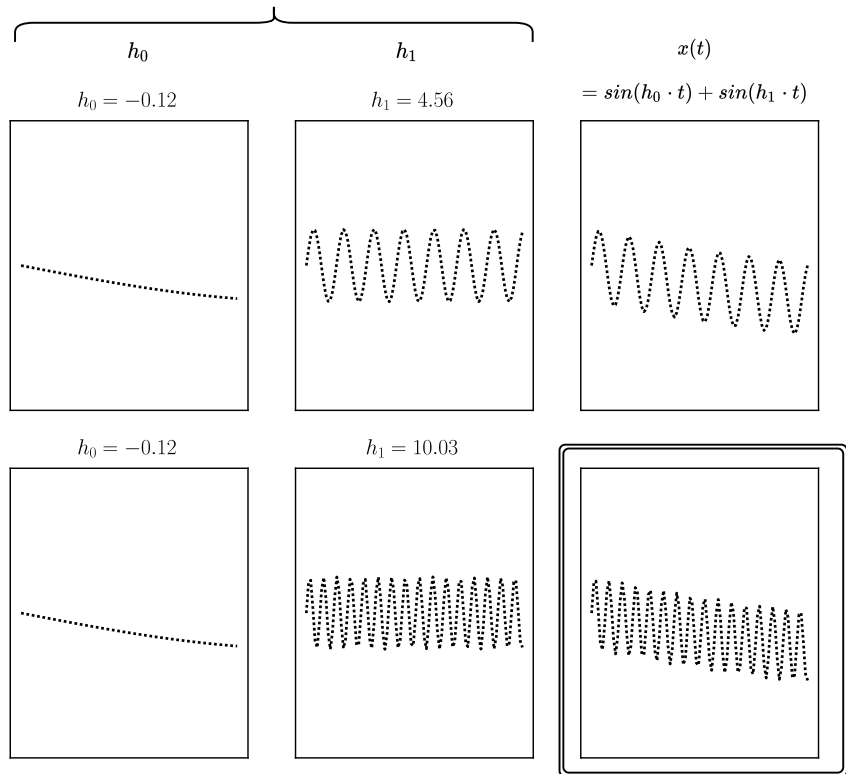 h₀ h₁ x(t)
h₀ = −0.12 h₁ = 4.56 = sin(h₀ · t) + sin(h₁ · t)
h₀ = −0.12 h₁ = 10.03